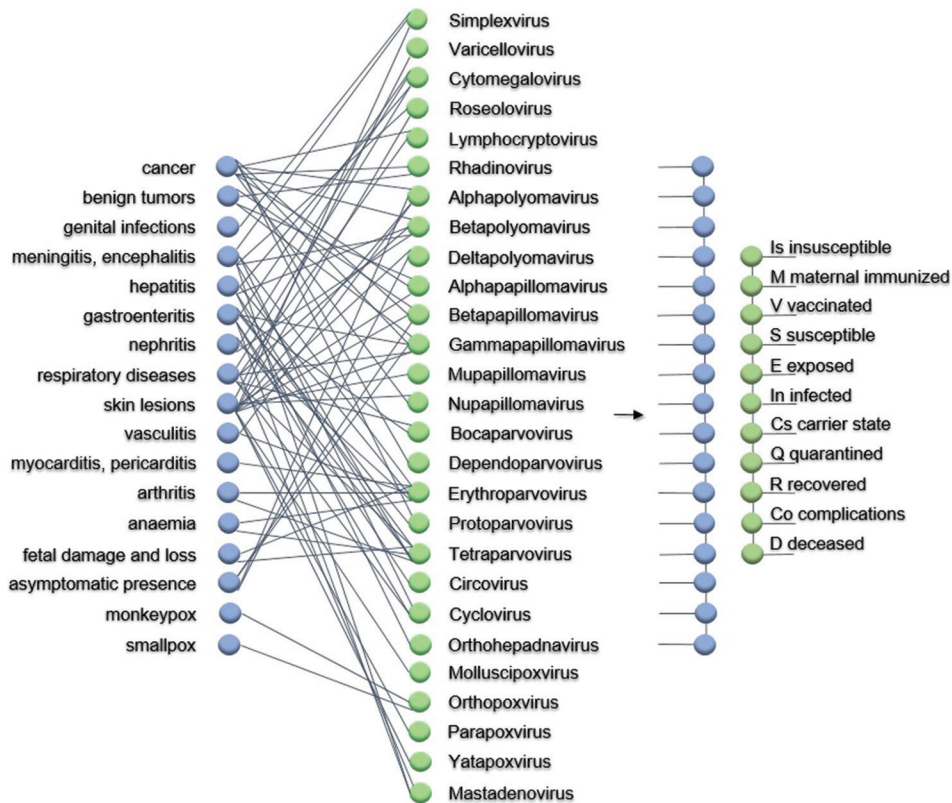 cancer
benign tumors
genital infections
meningitis, encephalitis
hepatitis
gastroenteritis
nephritis
respiratory diseases
skin lesions
vasculitis
myocarditis, pericarditis
arthritis
anaemia
fetal damage and loss
asymptomatic presence
monkeypox
smallpox
Simplexvirus
Varicellovirus
Cytomegalovirus
Roseolovirus
Lymphocryptovirus
Rhadinovirus
Alphapolyomavirus
Betapolyomavirus
Deltapolyomavirus
Alphapapillomavirus
Betapapillomavirus
Gammapapillomavirus
Mupapillomavirus
Nupapillomavirus
Bocaparvovirus
Dependoparvovirus
Erythroparvovirus
Protoparvovirus
Tetraparvovirus
Circovirus
Cyclovirus
Orthohepadnavirus
Molluscipoxvirus
Orthopoxvirus
Parapoxvirus
Yatapoxvirus
Mastadenovirus
Is insusceptible
M maternal immunized
V vaccinated
S susceptible
E exposed
In infected
Cs carrier state
Q quarantined
R recovered
Co complications
D deceased